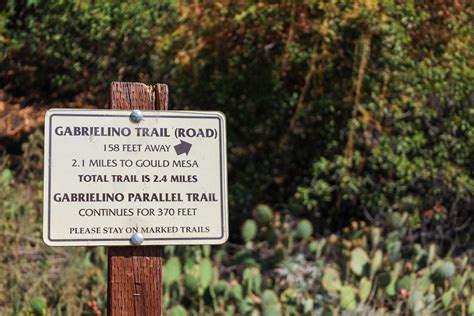 GABRIELINO TRAIL (ROAD)
158 FEET AWAY
2.1 MILES TO GOULD MESA
TOTAL TRAIL IS 2.4 MILES
GABRIELINO PARALLEL TRAIL
CONTINUES FOR 370 FEET
PLEASE STAY ON MARKED TRAILS